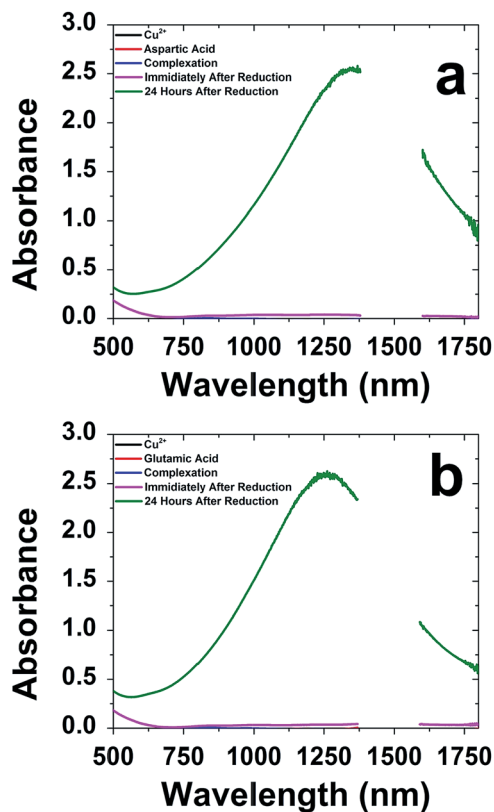 3.0
2.5
2.0
1.5
1.0
0.5
0.0
Absorbance
Cu²⁺
Aspartic Acid
Complexation
Immidiately After Reduction
24 Hours After Reduction
a
500 750 1000 1250 1500 1750
Wavelength (nm)
3.0
2.5
2.0
1.5
1.0
0.5
0.0
Absorbance
Cu²⁺
Glutamic Acid
Complexation
Immidiately After Reduction
24 Hours After Reduction
b
500 750 1000 1250 1500 1750
Wavelength (nm)